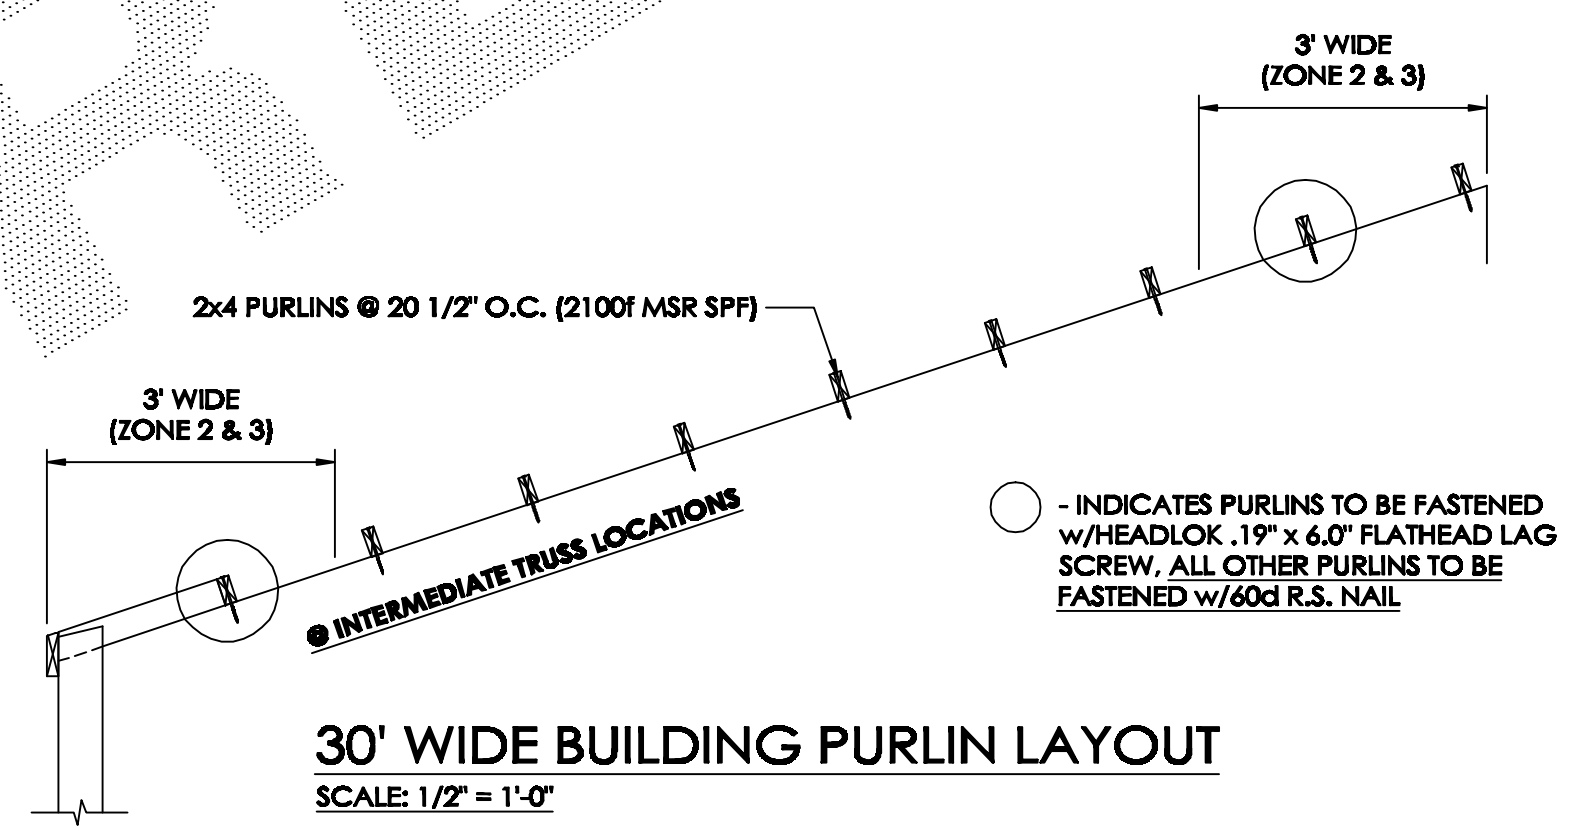 3' WIDE
(ZONE 2 & 3)
2x4 PURLINS @ 20 1/2" O.C. (2100f MSR SPF)
3' WIDE
(ZONE 2 & 3)
@ INTERMEDIATE TRUSS LOCATIONS
- INDICATES PURLINS TO BE FASTENED
w/HEADLOK .19" x 6.0" FLATHEAD LAG
SCREW, ALL OTHER PURLINS TO BE
FASTENED w/60d R.S. NAIL
30' WIDE BUILDING PURLIN LAYOUT
SCALE: 1/2" = 1'-0"